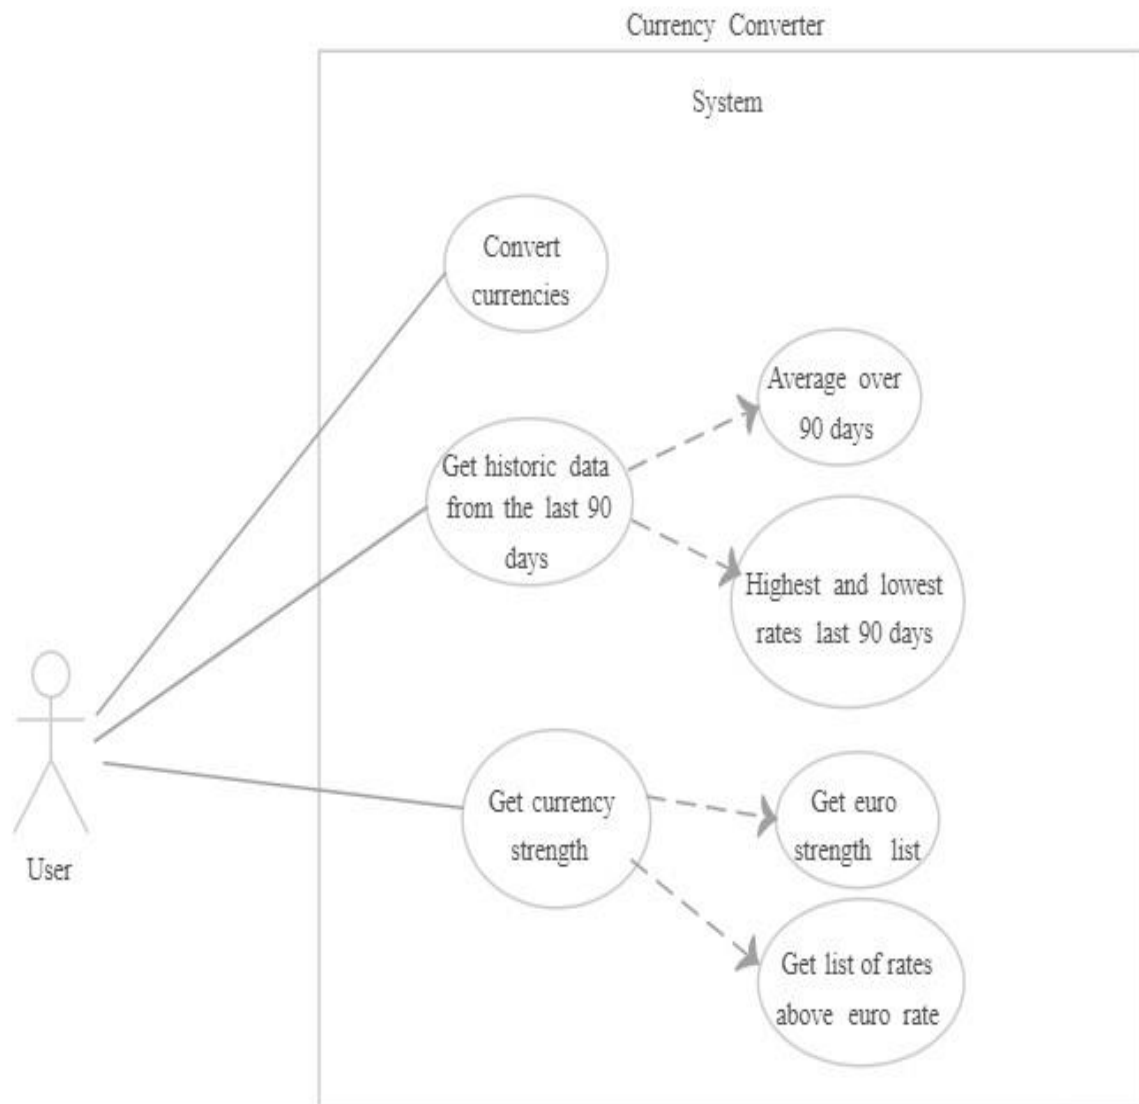 Currency Converter
System
Convert
currencies
Average over
90 days
Get historic data
from the last 90
days
Highest and lowest
rates last 90 days
Get currency
strength
Get euro
strength list
User
Get list of rates
above euro rate